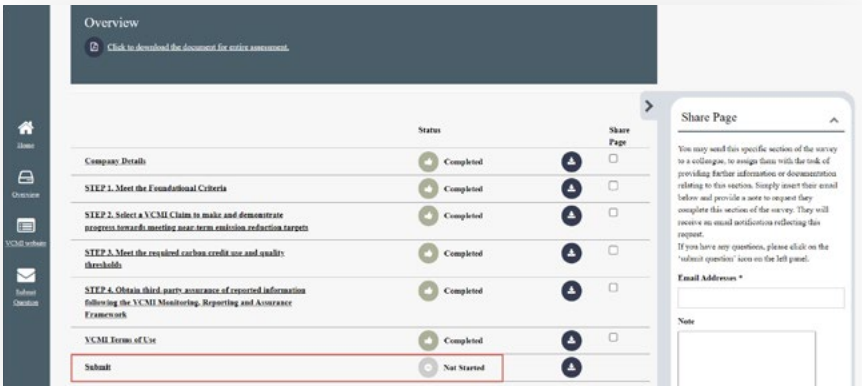 Overview
Click to download the document for entire assessment.
Home
Overview
VCMI website
Submit
Question
Status
Share
Page
Company Details
Completed
STEP 1. Meet the Foundational Criteria
Completed
STEP 2. Select a VCMI Claim to make and demonstrate
progress towards meeting near-term emission reduction targets
Completed
STEP 3. Meet the required carbon credit use and quality
thresholds
Completed
STEP 4. Obtain third-party assurance of reported information
following the VCMI Monitoring, Reporting and Assurance
Framework
Completed
VCMI Terms of Use
Completed
Submit
Not Started
Share Page
You may send this specific section of the survey
to a colleague, to assign them with the task of
providing further information or documentation
relating to this section. Simply insert their email
below and provide a note to request they
complete this section of the survey. They will
receive an email notification reflecting this
request.
If you have any questions, please click on the
'submit question' icon on the left panel.
Email Addresses *
Note